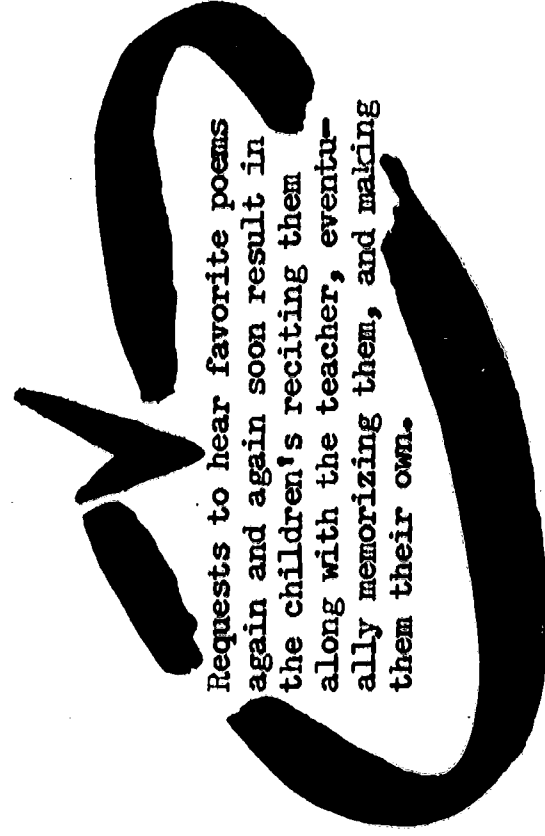 Requests to hear favorite poems
again and again soon result in
the children's reciting them
along with the teacher, eventu-
ally memorizing them, and making
them their own.